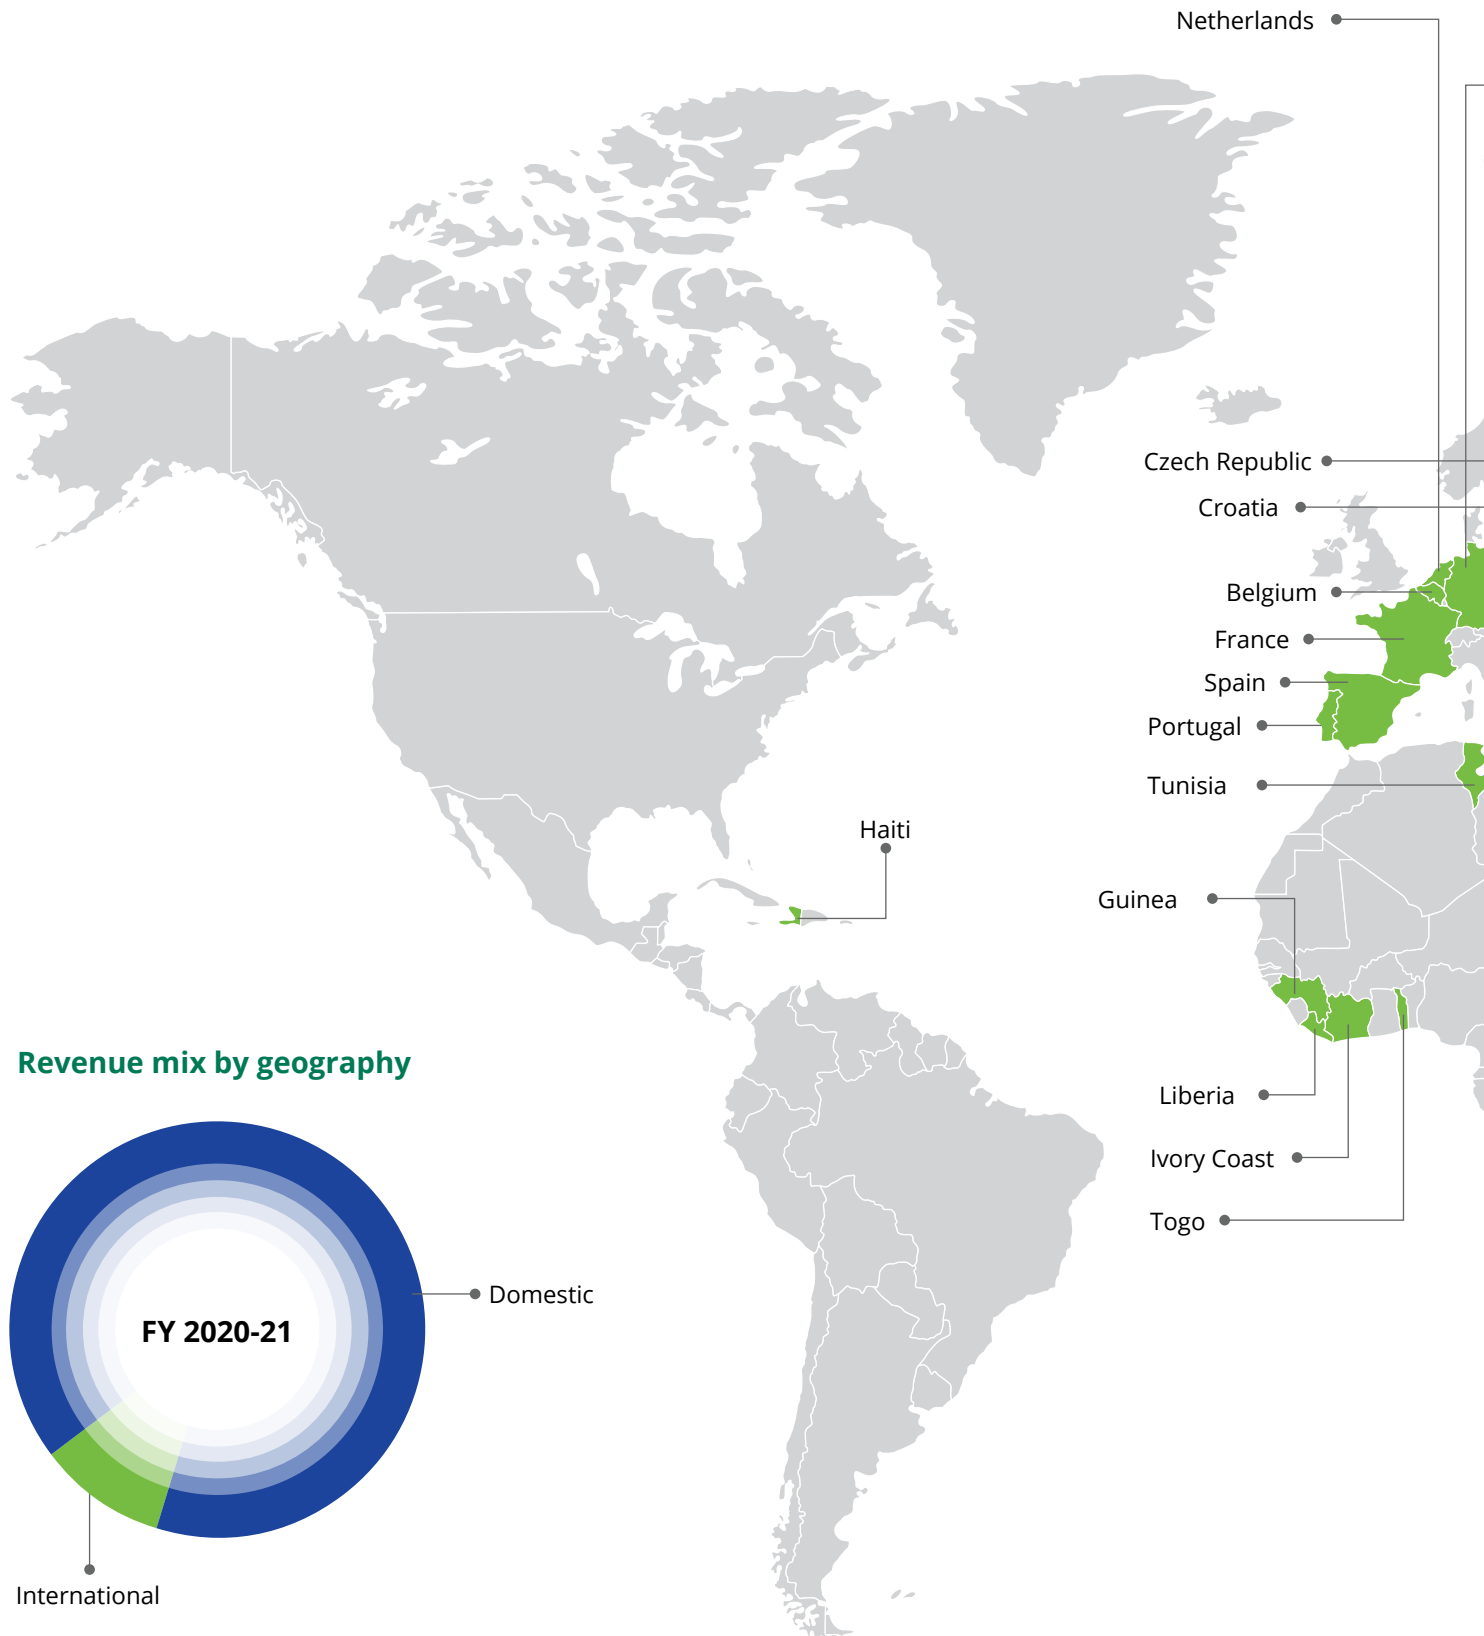 Netherlands
Czech Republic
Croatia
Belgium
France
Spain
Portugal
Tunisia
Haiti
Guinea
Liberia
Ivory Coast
Togo
Revenue mix by geography
Domestic
FY 2020-21
International